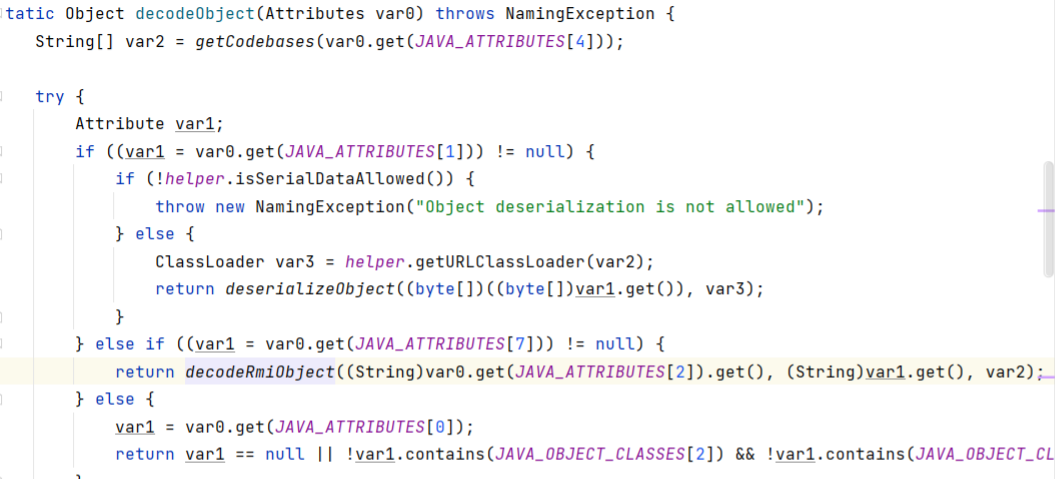 tatic Object decodeObject(Attributes var0) throws NamingException {
String[] var2 = getCodebases(var0.get(JAVA_ATTRIBUTES[4]));
try {
Attribute var1;
if ((var1 = var0.get(JAVA_ATTRIBUTES[1])) != null) {
if (!helper.isSerialDataAllowed()) {
throw new NamingException("Object deserialization is not allowed");
} else {
ClassLoader var3 = helper.getURLClassLoader(var2);
return deserializeObject((byte[])((byte[])var1.get()), var3);
}
} else if ((var1 = var0.get(JAVA_ATTRIBUTES[7])) != null) {
return decodeRmiObject((String)var0.get(JAVA_ATTRIBUTES[2]).get(), (String)var1.get(), var2);
} else {
var1 = var0.get(JAVA_ATTRIBUTES[0]);
return var1 == null || !var1.contains(JAVA_OBJECT_CLASSES[2]) && !var1.contains(JAVA_OBJECT_CL
}